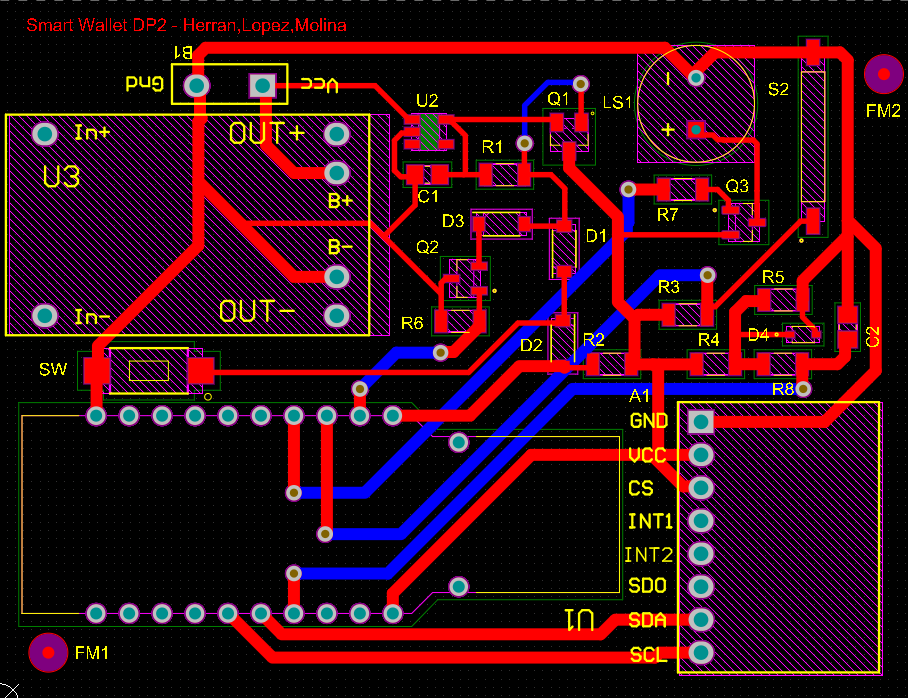 Smart Wallet DP2 - Herran,Lopez,Molina
B1
Gnd
Vcc
U2
Q1
LS1
S2
FM2
In+
OUT+
U3
R1
B+
C1
R7
Q3
D3
B-
Q2
D1
In-
OUT-
R6
R3
R5
D2
R2
R4
D4
C2
SW
R8
A1
GND
VCC
CS
INT1
INT2
SDO
U1
SDA
SCL
FM1
−
+